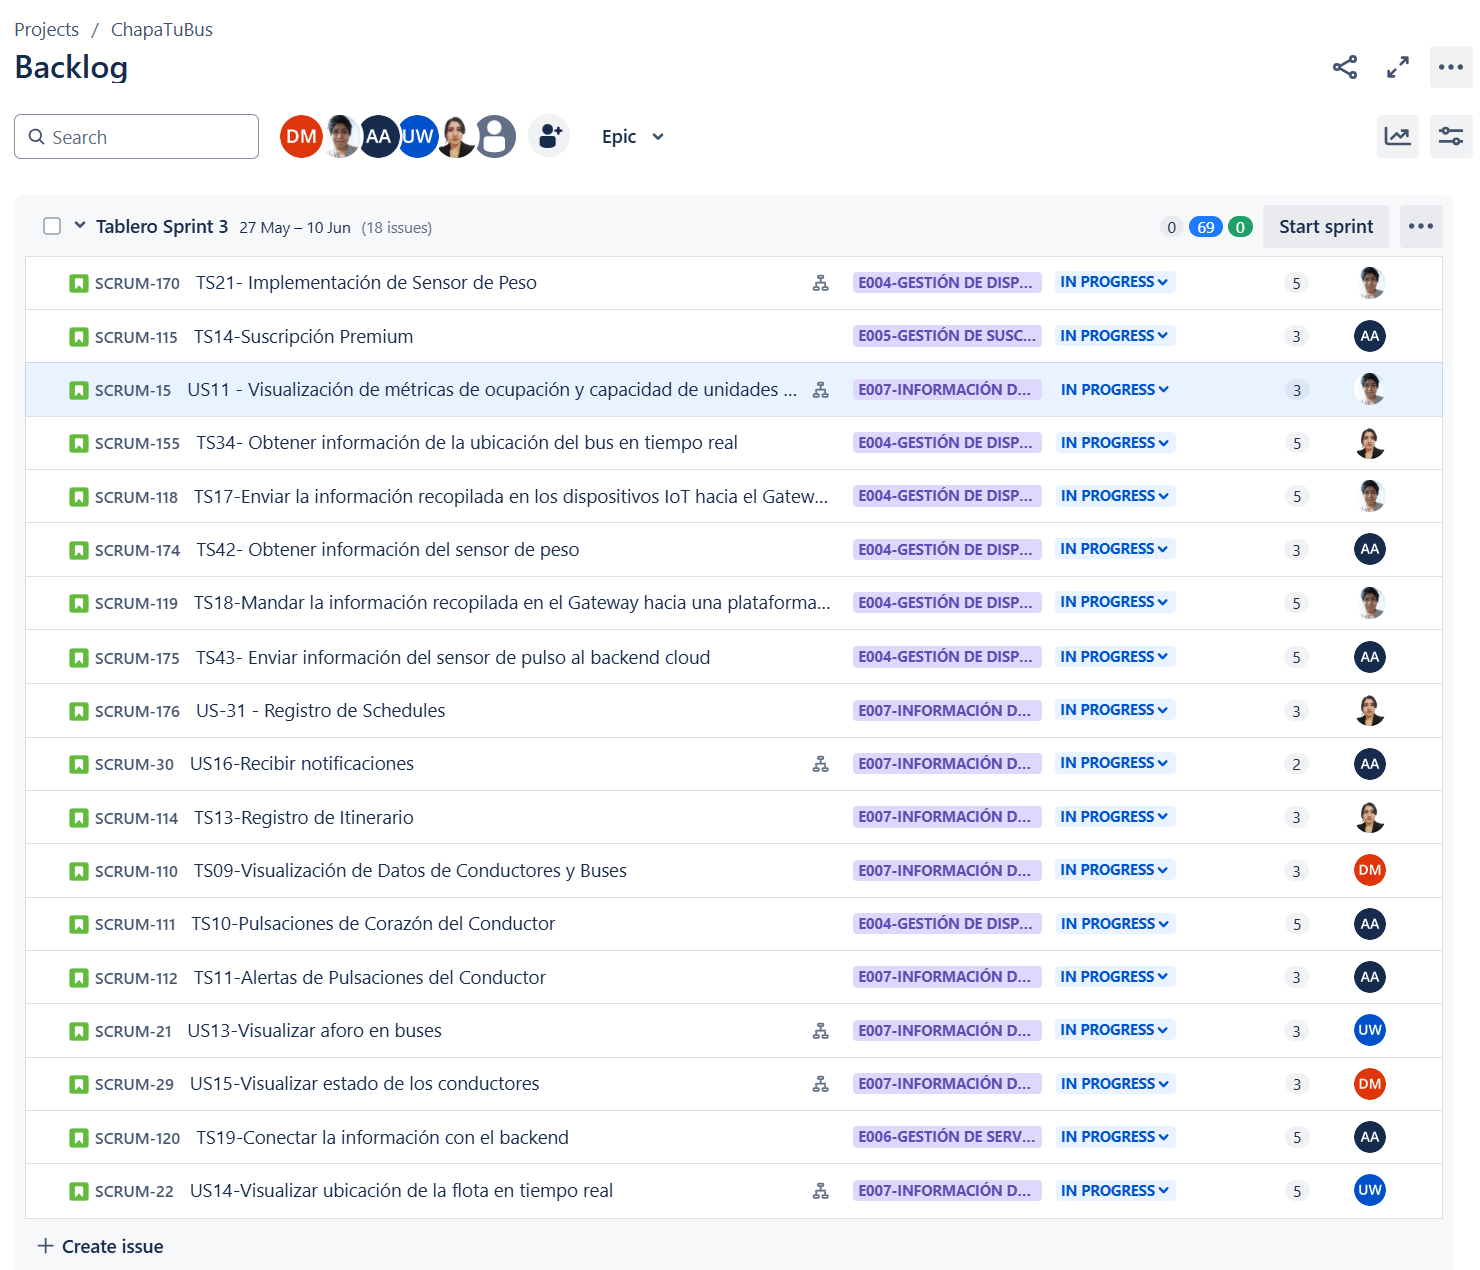 Projects / ChapaTuBus
Backlog
Search DM AA UW Epic
Tablero Sprint 3 27 May – 10 Jun (18 issues) 0 69 0 Start sprint
SCRUM-170 TS21- Implementación de Sensor de Peso E004-GESTIÓN DE DISP... IN PROGRESS 5
SCRUM-115 TS14-Suscripción Premium E005-GESTIÓN DE SUSC... IN PROGRESS 3 AA
SCRUM-15 US11 - Visualización de métricas de ocupación y capacidad de unidades ... E007-INFORMACIÓN D... IN PROGRESS 3
SCRUM-155 TS34- Obtener información de la ubicación del bus en tiempo real E004-GESTIÓN DE DISP... IN PROGRESS 5
SCRUM-118 TS17-Enviar la información recopilada en los dispositivos IoT hacia el Gatew... E004-GESTIÓN DE DISP... IN PROGRESS 5
SCRUM-174 TS42- Obtener información del sensor de peso E004-GESTIÓN DE DISP... IN PROGRESS 3 AA
SCRUM-119 TS18-Mandar la información recopilada en el Gateway hacia una plataforma... E004-GESTIÓN DE DISP... IN PROGRESS 5
SCRUM-175 TS43- Enviar información del sensor de pulso al backend cloud E004-GESTIÓN DE DISP... IN PROGRESS 5 AA
SCRUM-176 US-31 - Registro de Schedules E007-INFORMACIÓN D... IN PROGRESS 3
SCRUM-30 US16-Recibir notificaciones E007-INFORMACIÓN D... IN PROGRESS 2 AA
SCRUM-114 TS13-Registro de Itinerario E007-INFORMACIÓN D... IN PROGRESS 3
SCRUM-110 TS09-Visualización de Datos de Conductores y Buses E007-INFORMACIÓN D... IN PROGRESS 3 DM
SCRUM-111 TS10-Pulsaciones de Corazón del Conductor E004-GESTIÓN DE DISP... IN PROGRESS 5 AA
SCRUM-112 TS11-Alertas de Pulsaciones del Conductor E007-INFORMACIÓN D... IN PROGRESS 3 AA
SCRUM-21 US13-Visualizar aforo en buses E007-INFORMACIÓN D... IN PROGRESS 3 UW
SCRUM-29 US15-Visualizar estado de los conductores E007-INFORMACIÓN D... IN PROGRESS 3 DM
SCRUM-120 TS19-Conectar la información con el backend E006-GESTIÓN DE SERV... IN PROGRESS 5 AA
SCRUM-22 US14-Visualizar ubicación de la flota en tiempo real E007-INFORMACIÓN D... IN PROGRESS 5 UW
+ Create issue